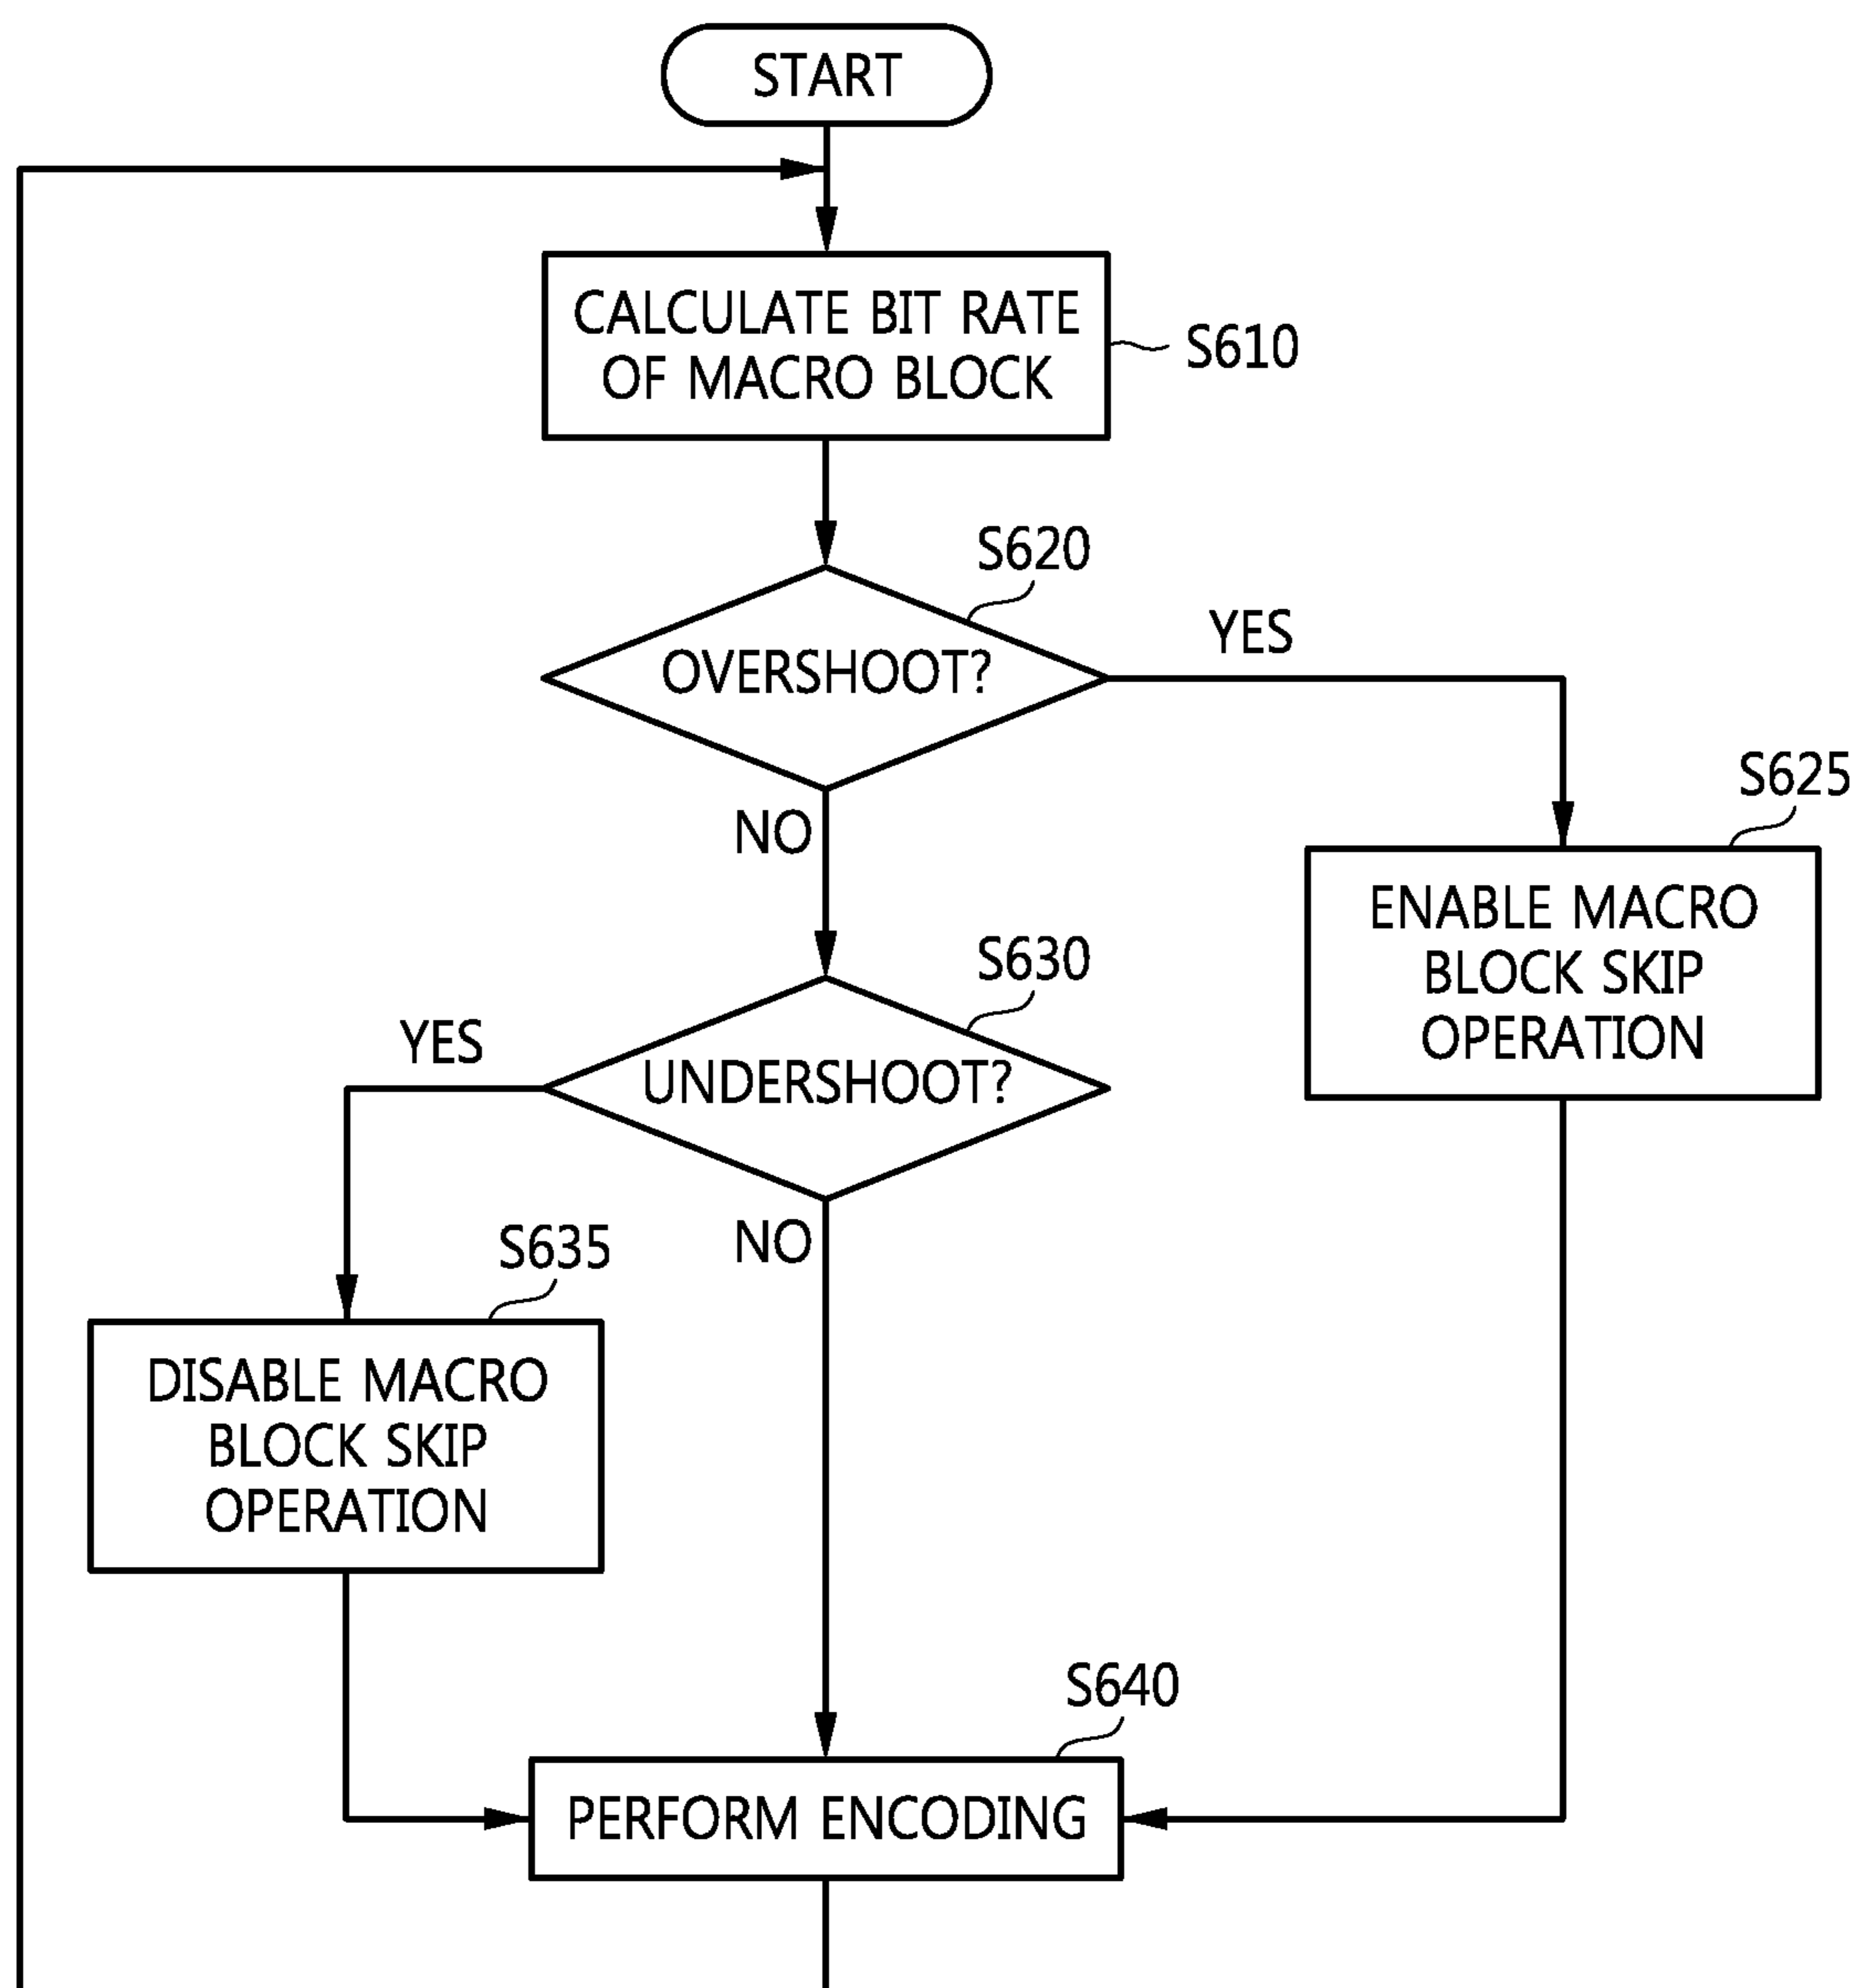 START
CALCULATE BIT RATE
OF MACRO BLOCK
S610
S620
OVERSHOOT?
YES
NO
S625
ENABLE MACRO
BLOCK SKIP
OPERATION
S630
YES
UNDERSHOOT?
NO
S635
DISABLE MACRO
BLOCK SKIP
OPERATION
S640
PERFORM ENCODING